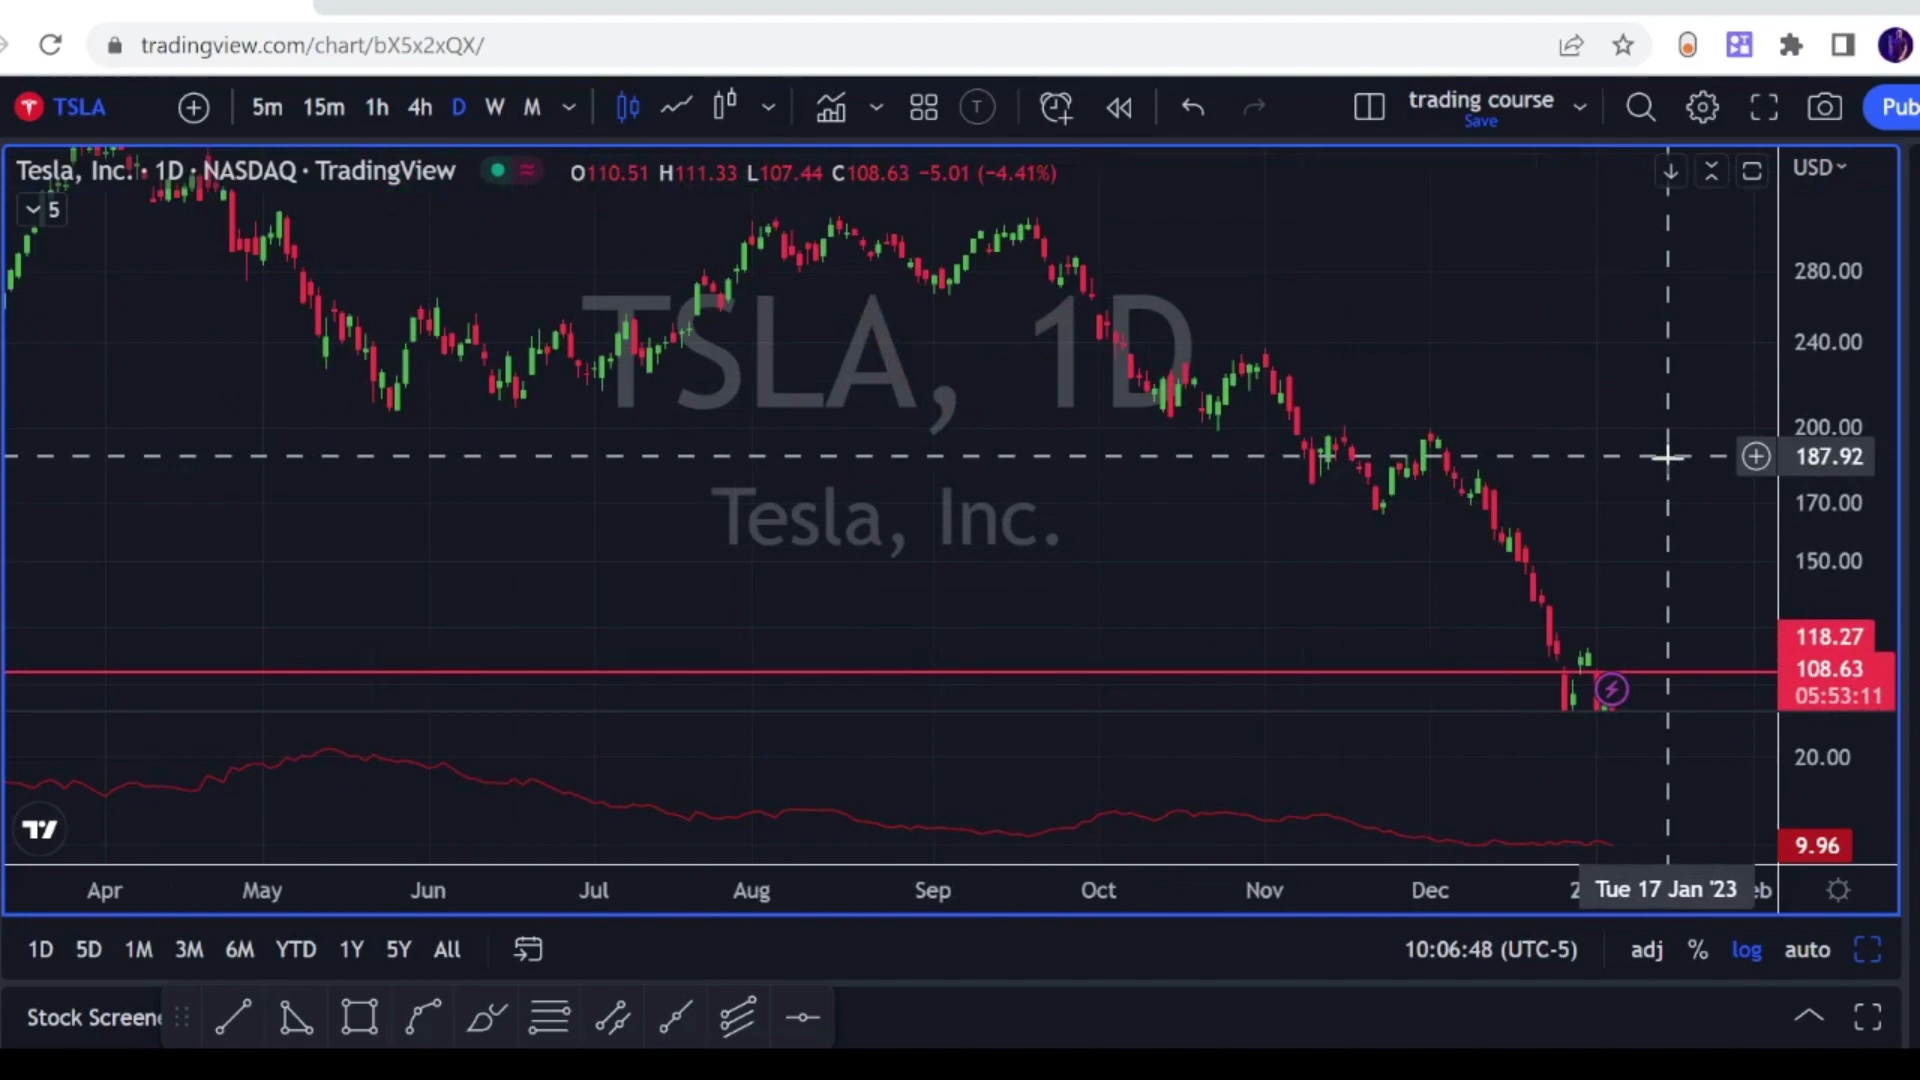 tradingview.com/chart/bX5x2xQX/
TSLA 5m 15m 1h 4h D W M T trading course Save Pub
Tesla, Inc. · 1D · NASDAQ · TradingView O110.51 H111.33 L107.44 C108.63 −5.01 (−4.41%) USD
5
280.00
TSLA, 1D
240.00
200.00
187.92
Tesla, Inc.
170.00
150.00
118.27
108.63
05:53:11
20.00
9.96
Apr May Jun Jul Aug Sep Oct Nov Dec 2 Tue 17 Jan '23 eb
1D 5D 1M 3M 6M YTD 1Y 5Y All 10:06:48 (UTC-5) adj % log auto
Stock Screene